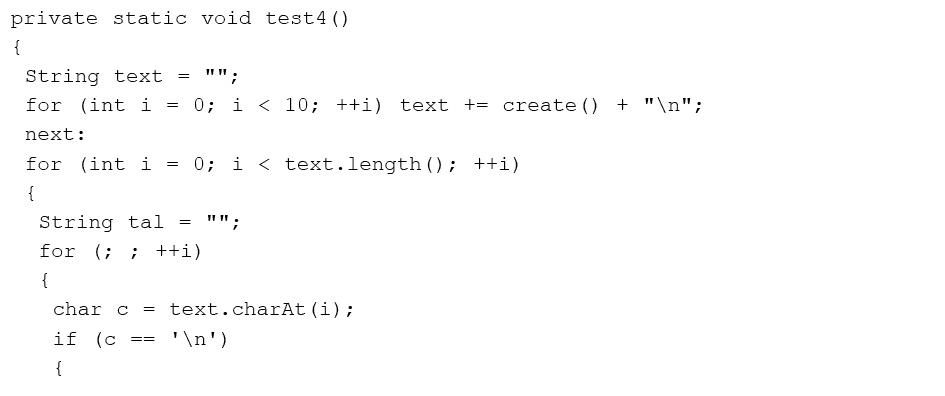 private static void test4()
{
 String text = "";
 for (int i = 0; i < 10; ++i) text += create() + "\n";
 next:
 for (int i = 0; i < text.length(); ++i)
 {
  String tal = "";
  for (; ; ++i)
  {
   char c = text.charAt(i);
   if (c == '\n')
   {